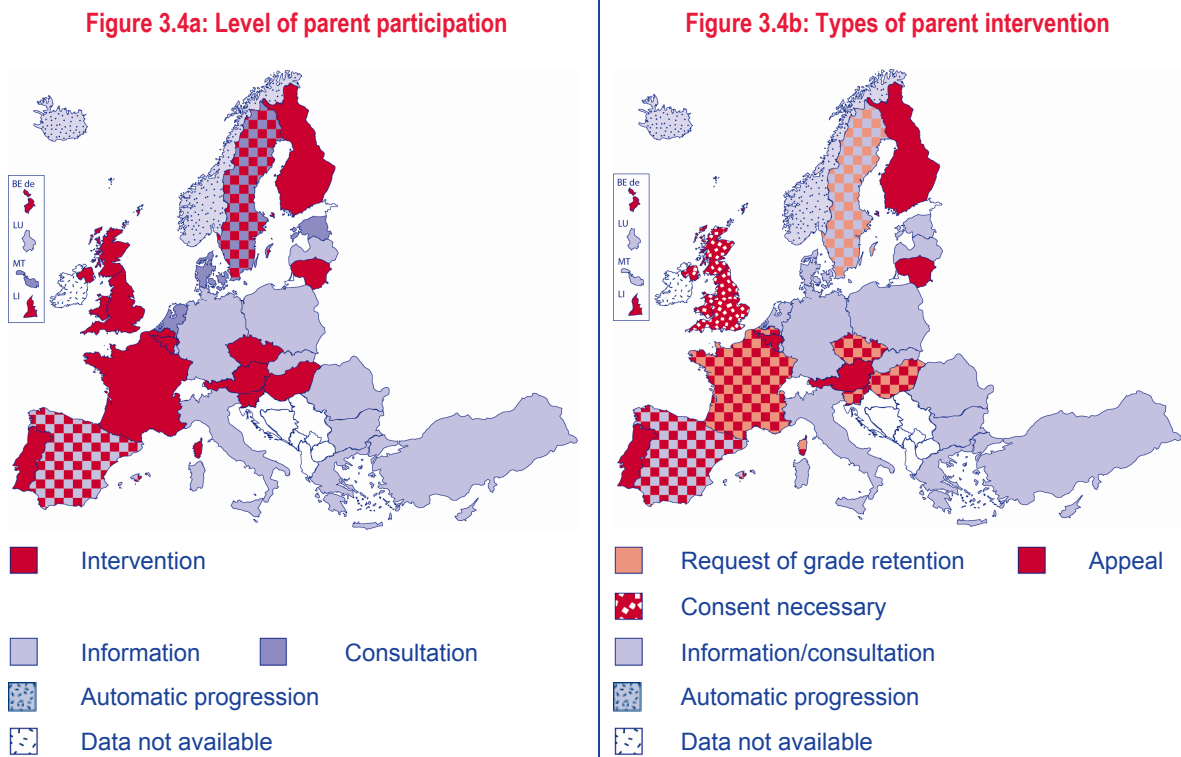 Figure 3.4a: Level of parent participation
BE de
LU
MT
LI
Intervention
Information
Consultation
Automatic progression
Data not available
Figure 3.4b: Types of parent intervention
BE de
LU
MT
LI
Request of grade retention
Appeal
Consent necessary
Information/consultation
Automatic progression
Data not available